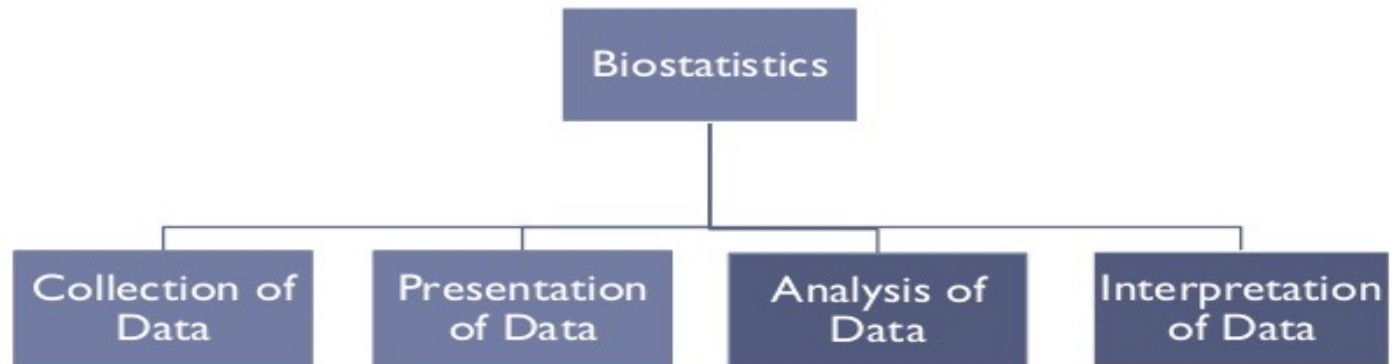 Biostatistics
Collection of
Data
Presentation
of Data
Analysis of
Data
Interpretation
of Data